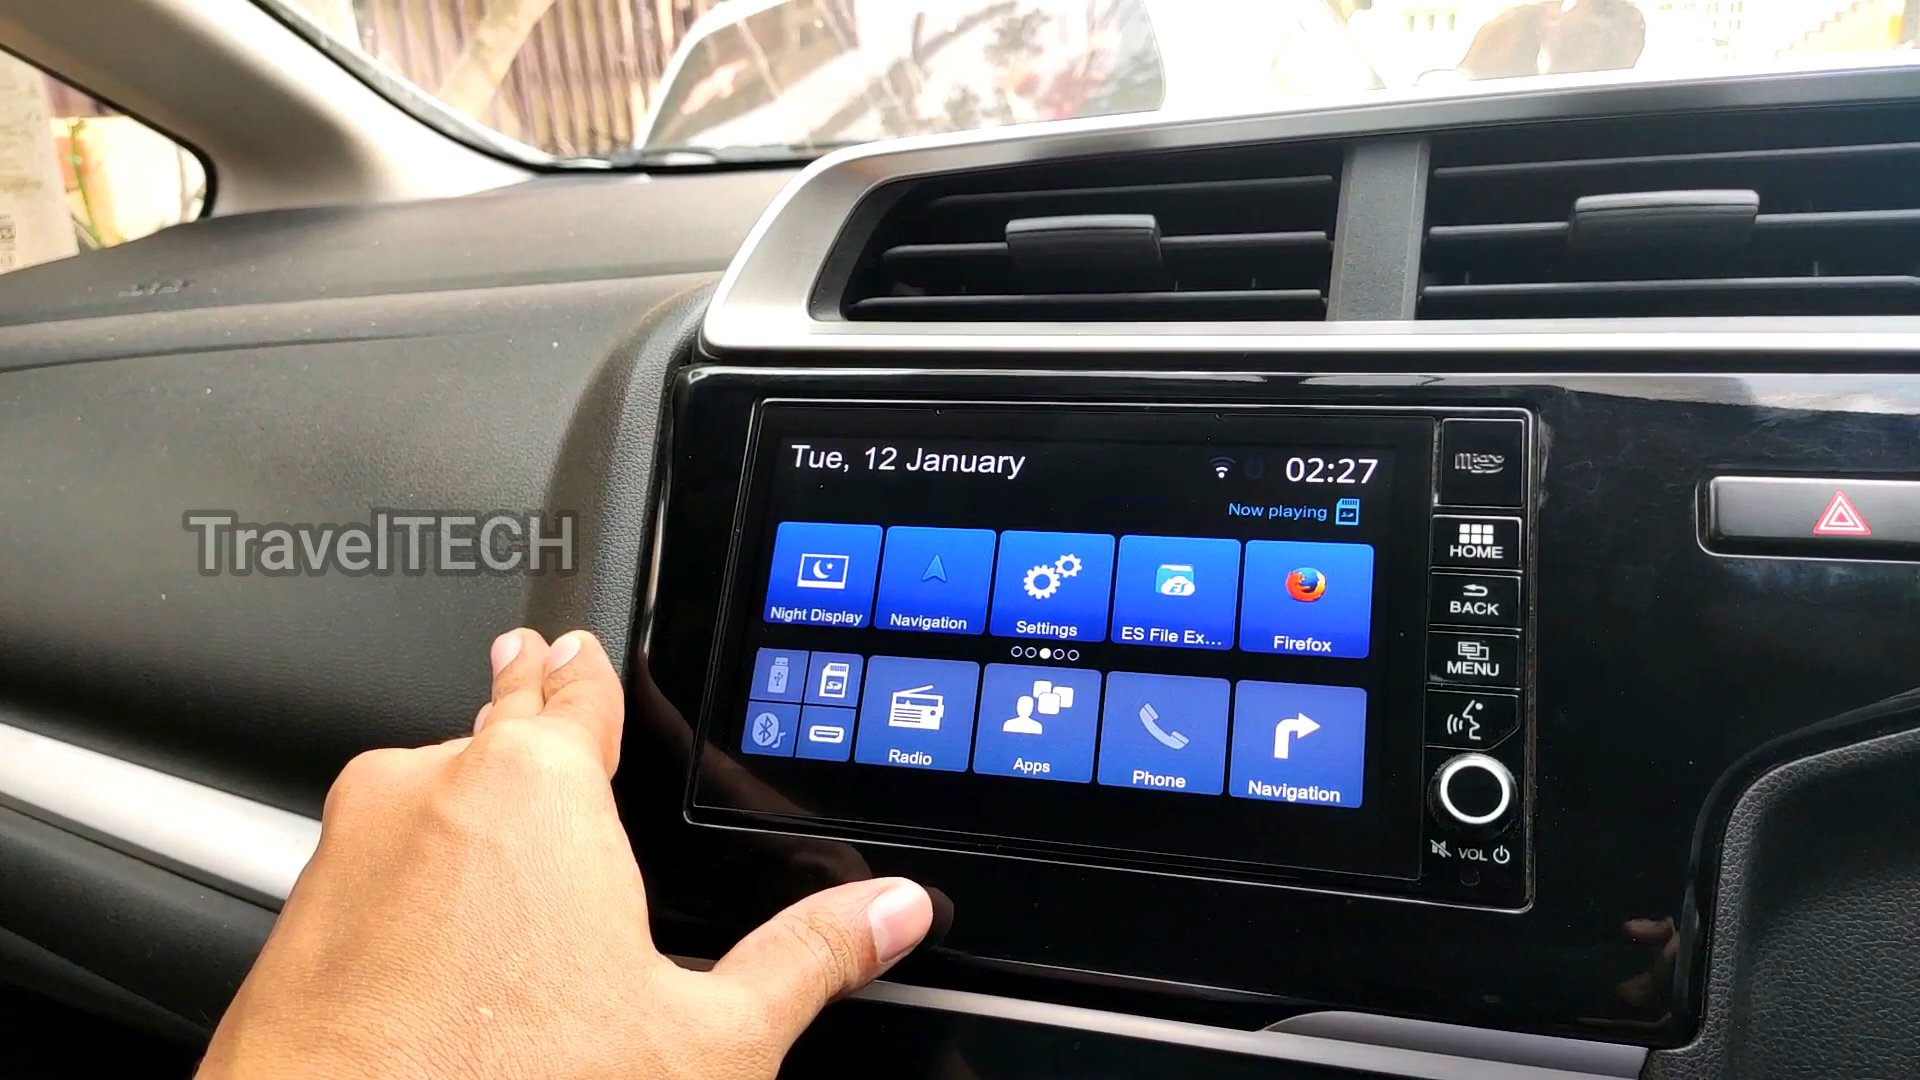 Tue, 12 January
02:27
Now playing
TravelTECH
Night Display
Navigation
Settings
ES File Ex...
Firefox
Radio
Apps
Phone
Navigation
micro
HOME
BACK
MENU
VOL